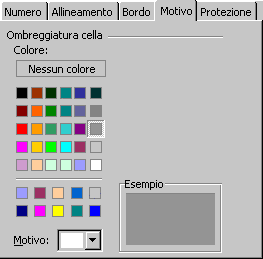 Numero Allineamento Bordo Motivo Protezione
Ombreggiatura cella
Colore:
Nessun colore
Esempio
Motivo: